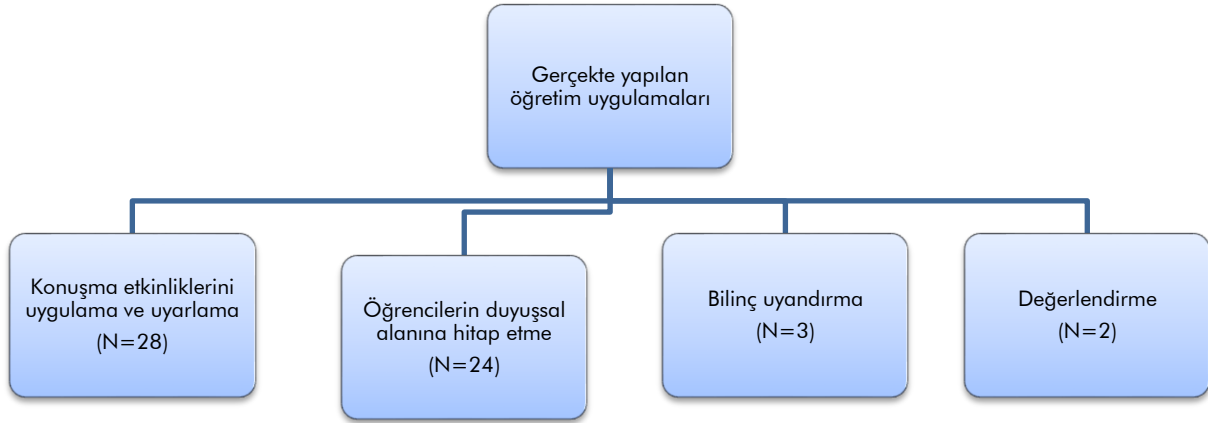 Gerçekte yapılan
öğretim uygulamaları
Konuşma etkinliklerini
uygulama ve uyarlama
(N=28)
Öğrencilerin duyuşsal
alanına hitap etme
(N=24)
Bilinç uyandırma
(N=3)
Değerlendirme
(N=2)